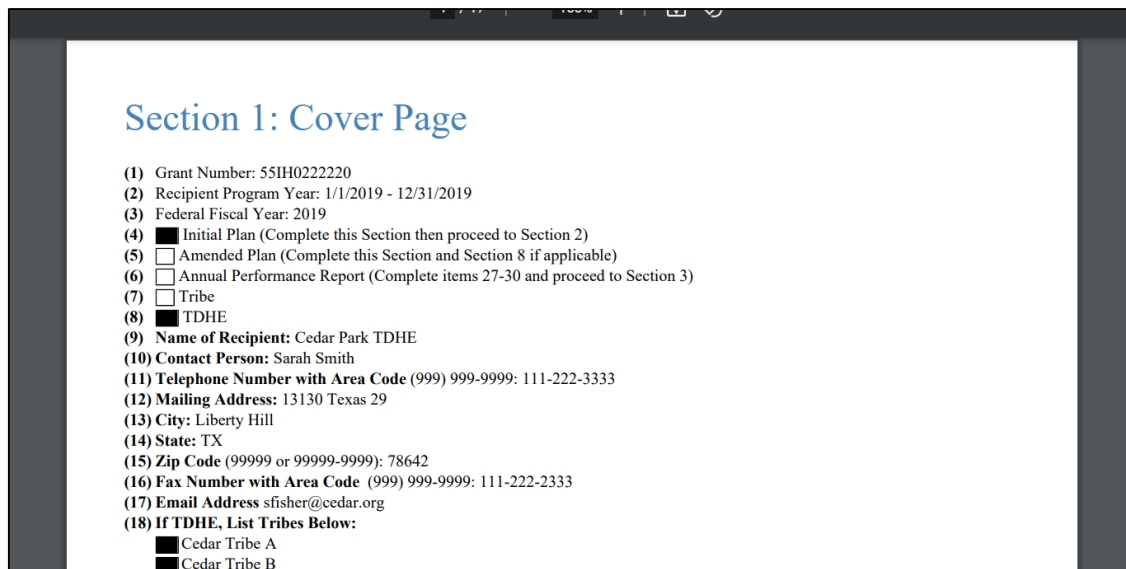 Section 1: Cover Page
(1) Grant Number: 55IH0222220
(2) Recipient Program Year: 1/1/2019 - 12/31/2019
(3) Federal Fiscal Year: 2019
(4) Initial Plan (Complete this Section then proceed to Section 2)
(5) Amended Plan (Complete this Section and Section 8 if applicable)
(6) Annual Performance Report (Complete items 27-30 and proceed to Section 3)
(7) Tribe
(8) TDHE
(9) Name of Recipient: Cedar Park TDHE
(10) Contact Person: Sarah Smith
(11) Telephone Number with Area Code (999) 999-9999: 111-222-3333
(12) Mailing Address: 13130 Texas 29
(13) City: Liberty Hill
(14) State: TX
(15) Zip Code (99999 or 99999-9999): 78642
(16) Fax Number with Area Code (999) 999-9999: 111-222-2333
(17) Email Address sfisher@cedar.org
(18) If TDHE, List Tribes Below:
Cedar Tribe A
Cedar Tribe B